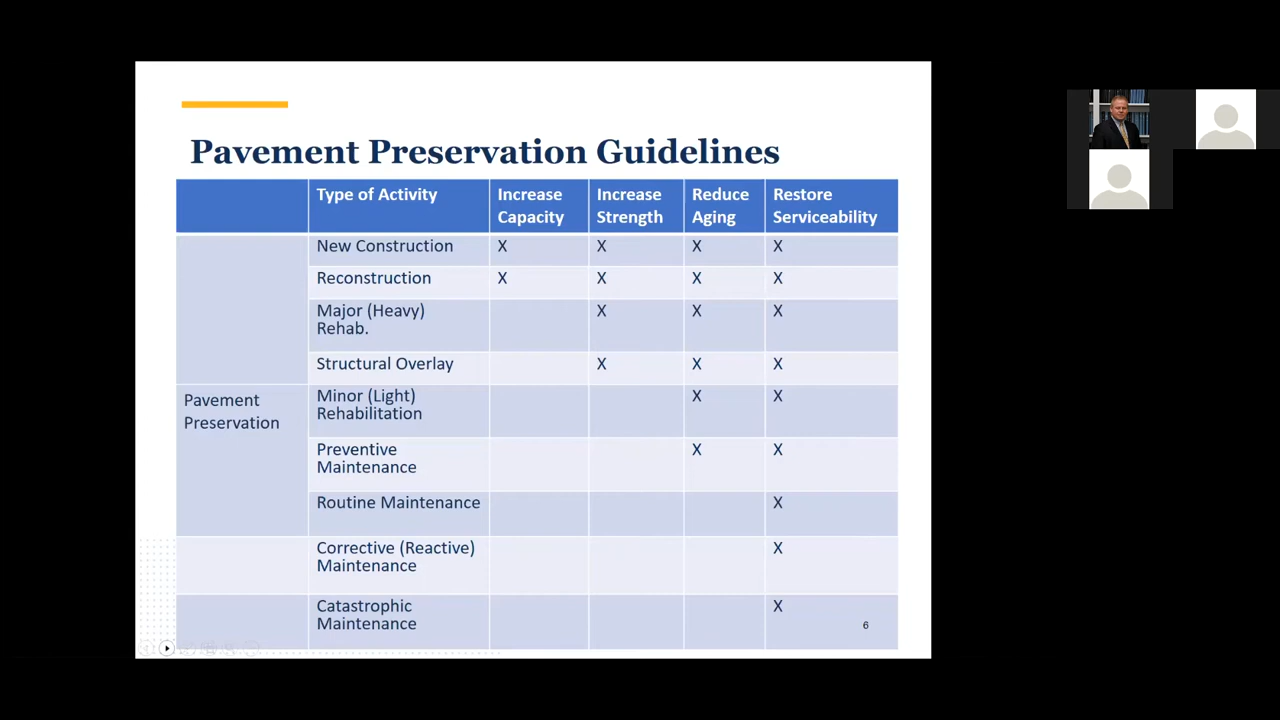 Pavement Preservation Guidelines
Type of Activity Increase Capacity Increase Strength Reduce Aging Restore Serviceability
New Construction X X X X
Reconstruction X X X X
Major (Heavy) Rehab. X X X
Structural Overlay X X X
Pavement Preservation Minor (Light) Rehabilitation X X
Preventive Maintenance X X
Routine Maintenance X
Corrective (Reactive) Maintenance X
Catastrophic Maintenance X
6